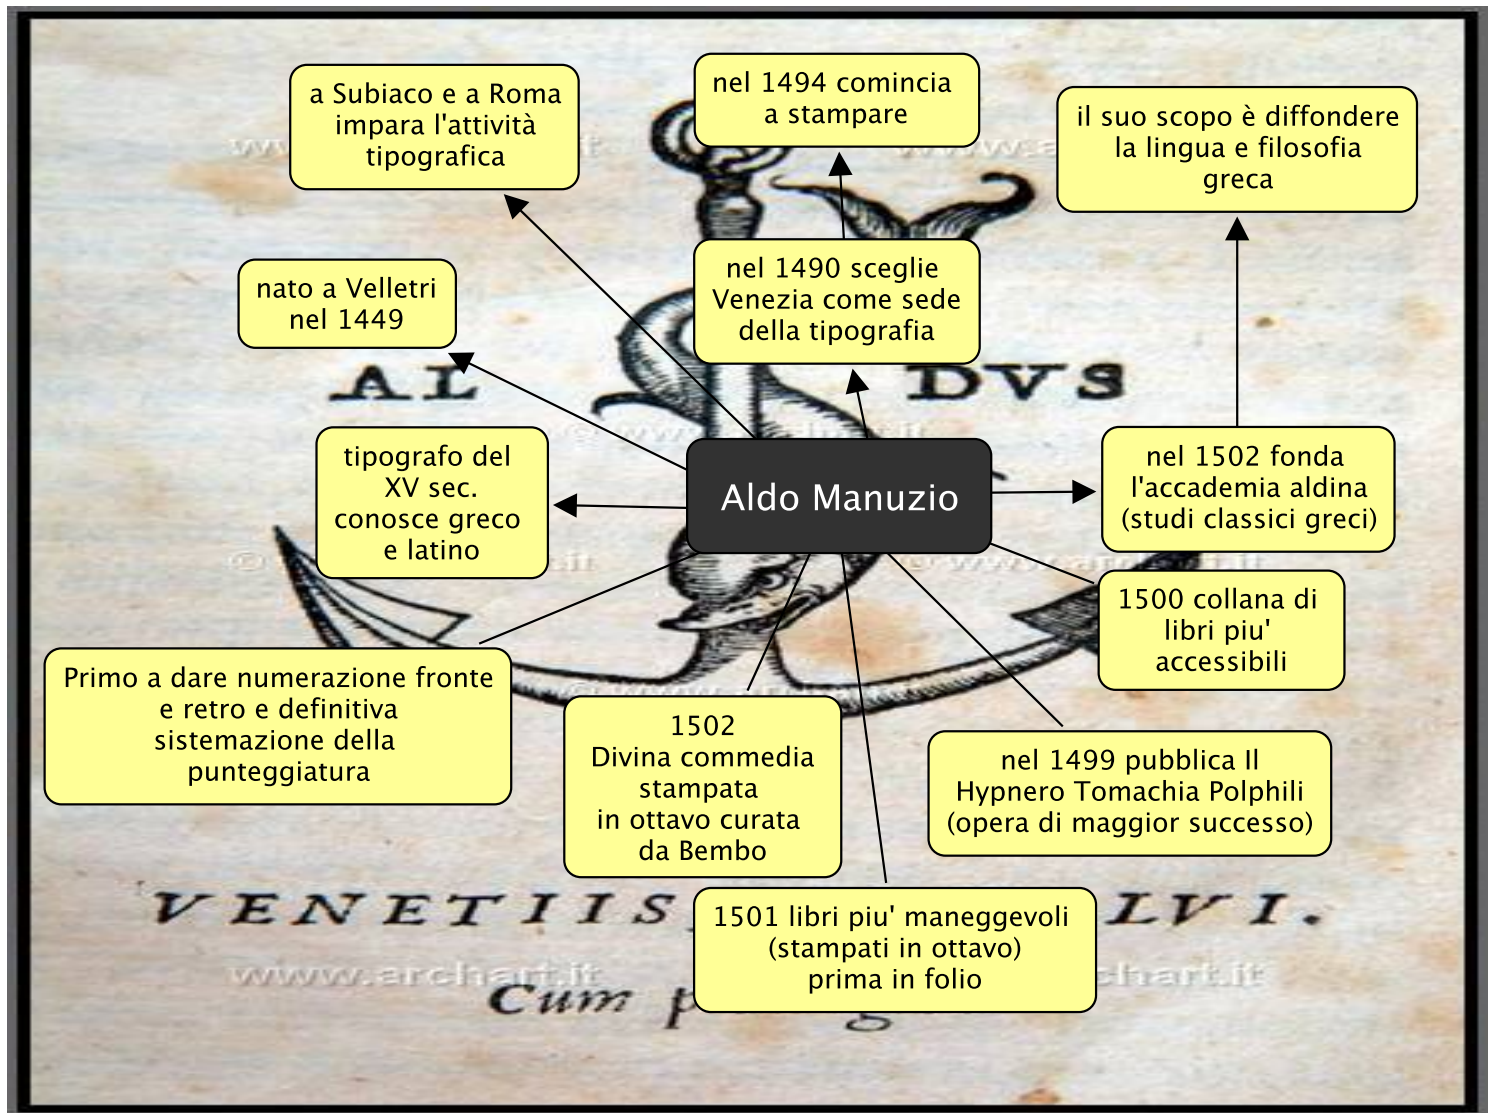 a Subiaco e a Roma
impara l'attività
tipografica
nel 1494 comincia
a stampare
il suo scopo è diffondere
la lingua e filosofia
greca
nato a Velletri
nel 1449
nel 1490 sceglie
Venezia come sede
della tipografia
AL DVS
tipografo del
XV sec.
conosce greco
e latino
Aldo Manuzio
nel 1502 fonda
l'accademia aldina
(studi classici greci)
1500 collana di
libri piu'
accessibili
Primo a dare numerazione fronte
e retro e definitiva
sistemazione della
punteggiatura
1502
Divina commedia
stampata
in ottavo curata
da Bembo
nel 1499 pubblica Il
Hypnero Tomachia Polphili
(opera di maggior successo)
1501 libri piu' maneggevoli
(stampati in ottavo)
prima in folio
VENETIIS LVI.
www.archart.it
Cum